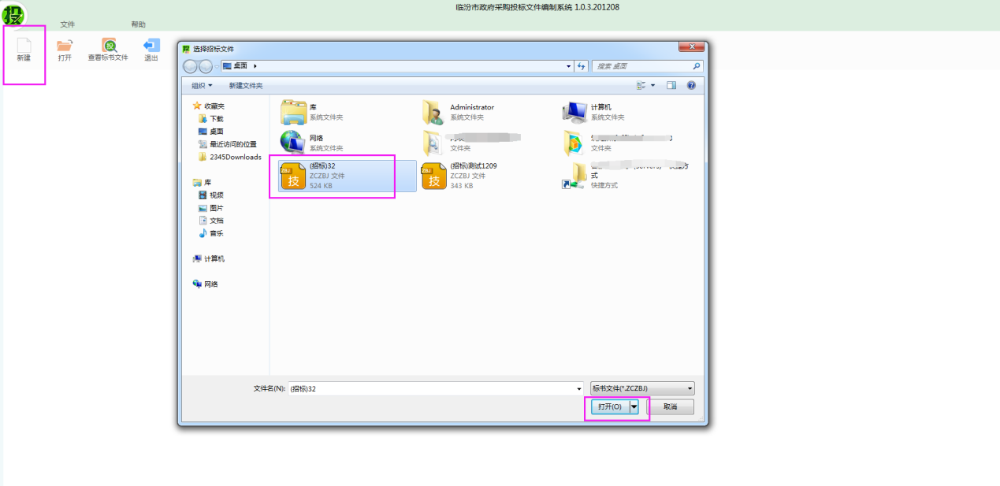 临汾市政府采购投标文件编制系统 1.0.3.201208
投
文件
帮助
新建
打开
查看标书文件
退出
选择招标文件
桌面
搜索 桌面
组织
新建文件夹
收藏夹
下载
桌面
最近访问的位置
2345Downloads
库
视频
图片
文档
音乐
计算机
网络
库
系统文件夹
Administrator
系统文件夹
计算机
系统文件夹
网络
系统文件夹
文件夹
文件夹
ZBJ
技
(招标)32
ZCZBJ 文件
524 KB
ZBJ
技
(招标)测试1209
ZCZBJ 文件
343 KB
快捷方
式
快捷方式
文件名(N):
(招标)32
标书文件(*.ZCZBJ)
打开(O)
取消